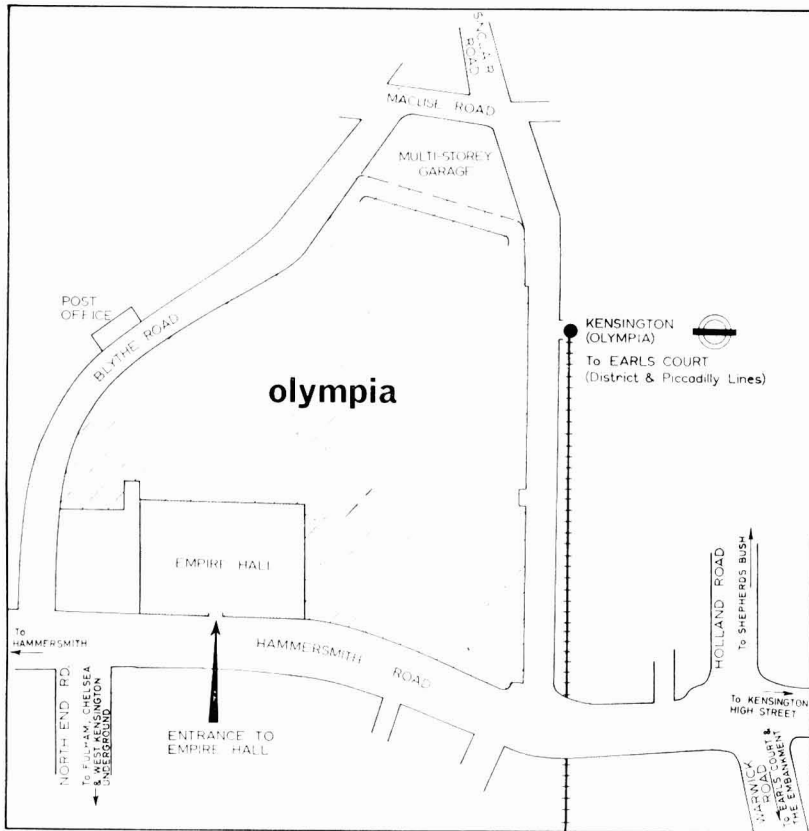 SINCLAIR
ROAD
MACLISE ROAD
MULTI-STOREY
GARAGE
POST
OFFICE
BLYTHE ROAD
KENSINGTON
(OLYMPIA)
To EARLS COURT
(District & Piccadilly Lines)
olympia
EMPIRE HALL
HOLLAND ROAD
To SHEPHERDS BUSH
To
HAMMERSMITH
HAMMERSMITH
ROAD
NORTH END RD.
To FULHAM, CHELSEA
& WEST KENSINGTON
UNDERGROUND
ENTRANCE TO
EMPIRE HALL
To KENSINGTON
HIGH STREET
WARWICK
ROAD
To EARLS COURT &
THE EMBANKMENT